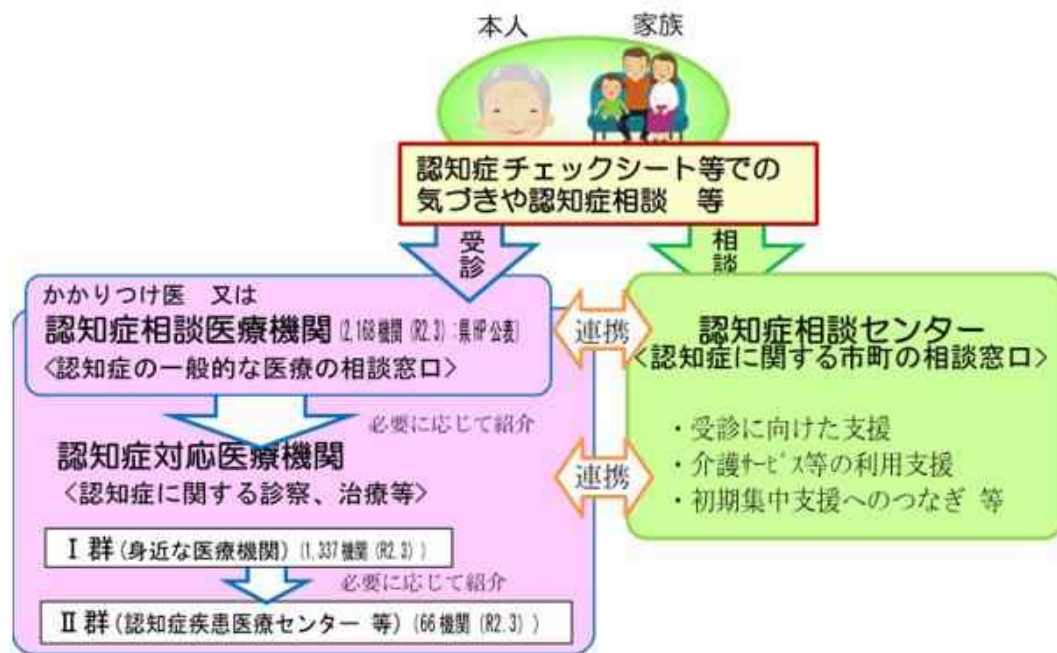 本人
家族
認知症チェックシート等での
気づきや認知症相談 等
受診
相談
かかりつけ医 又は
認知症相談医療機関(2,168機関(R2.3):県HP公表)
<認知症の一般的な医療の相談窓口>
連携
認知症相談センター
<認知症に関する市町の相談窓口>
必要に応じて紹介
認知症対応医療機関
<認知症に関する診察、治療等>
連携
・受診に向けた支援
・介護ｻｰﾋﾞｽ等の利用支援
・初期集中支援へのつなぎ 等
Ⅰ群(身近な医療機関)(1,337機関(R2.3))
必要に応じて紹介
Ⅱ群(認知症疾患医療センター 等)(66機関(R2.3))